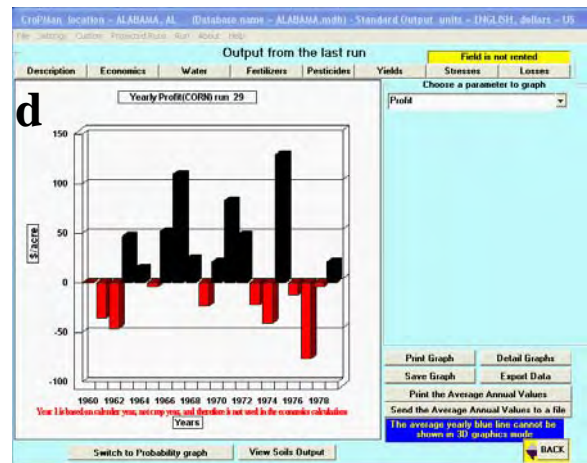 CroPMan location - ALABAMA, AL (Database name - ALABAMA.mdb) - Standard Output units - ENGLISH, dollars - US
File Settings Custom Projected Runs Run About Help
Output from the last run
Field is not rented
Description Economics Water Fertilizers Pesticides Yields Stresses Losses
d
Yearly Profit(CORN) run 29
Choose a parameter to graph
Profit
150
100
50
0
-50
-100
$/acre
1960 1962 1964 1966 1968 1970 1972 1974 1976 1978
Year 1 is based on calender year, not crop year, and therefore is not used in the economics calculations
Years
Print Graph Detail Graphs
Save Graph Export Data
Print the Average Annual Values
Send the Average Annual Values to a file
The average yearly blue line cannot be
shown in 3D graphics mode
Switch to Probability graph View Soils Output BACK